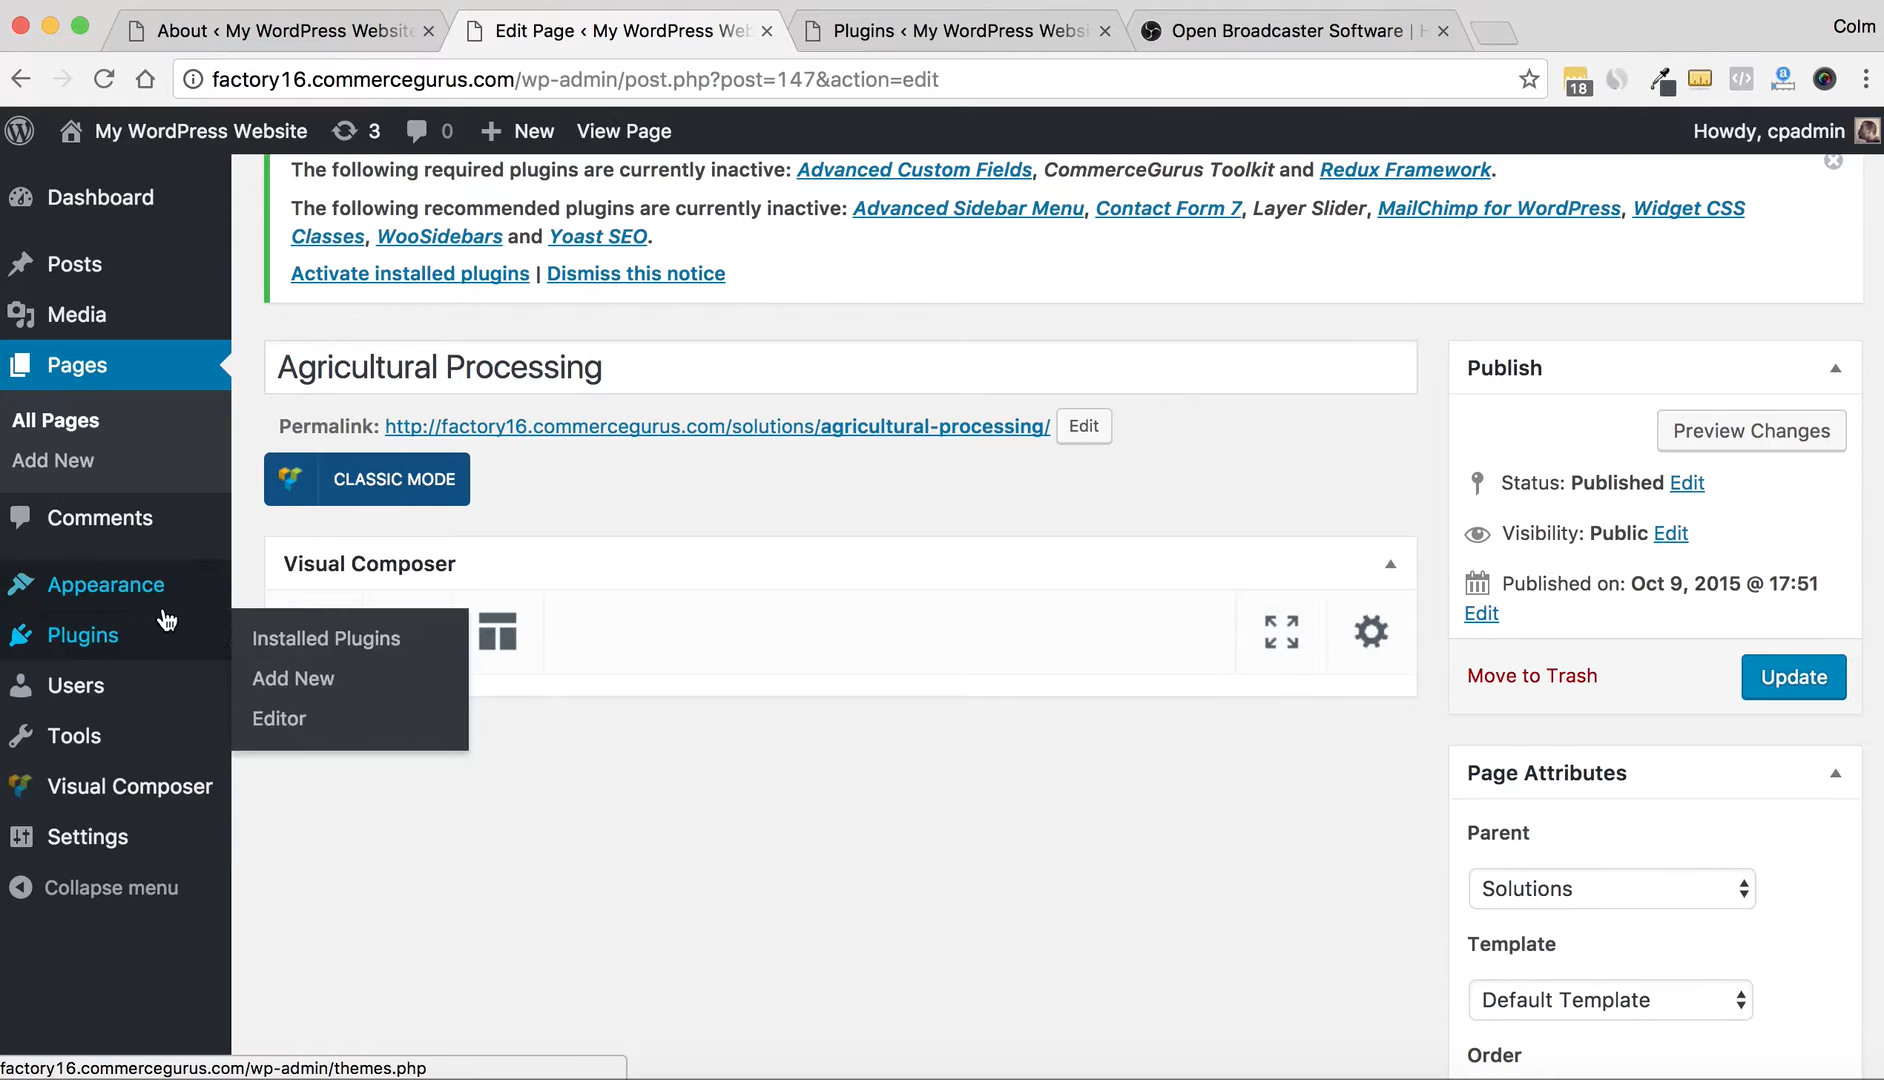 About ‹ My WordPress Website
Edit Page ‹ My WordPress Web
Plugins ‹ My WordPress Websi
Open Broadcaster Software | H
Colm
factory16.commercegurus.com/wp-admin/post.php?post=147&action=edit
18
My WordPress Website
3
0
New
View Page
Howdy, cpadmin
The following required plugins are currently inactive: Advanced Custom Fields, CommerceGurus Toolkit and Redux Framework.
The following recommended plugins are currently inactive: Advanced Sidebar Menu, Contact Form 7, Layer Slider, MailChimp for WordPress, Widget CSS
Classes, WooSidebars and Yoast SEO.
Activate installed plugins | Dismiss this notice
Dashboard
Posts
Media
Pages
All Pages
Add New
Comments
Appearance
Plugins
Users
Tools
Visual Composer
Settings
Collapse menu
Installed Plugins
Add New
Editor
Agricultural Processing
Permalink: http://factory16.commercegurus.com/solutions/agricultural-processing/ Edit
CLASSIC MODE
Visual Composer
Publish
Preview Changes
Status: Published Edit
Visibility: Public Edit
Published on: Oct 9, 2015 @ 17:51
Edit
Move to Trash
Update
Page Attributes
Parent
Solutions
Template
Default Template
Order
factory16.commercegurus.com/wp-admin/themes.php